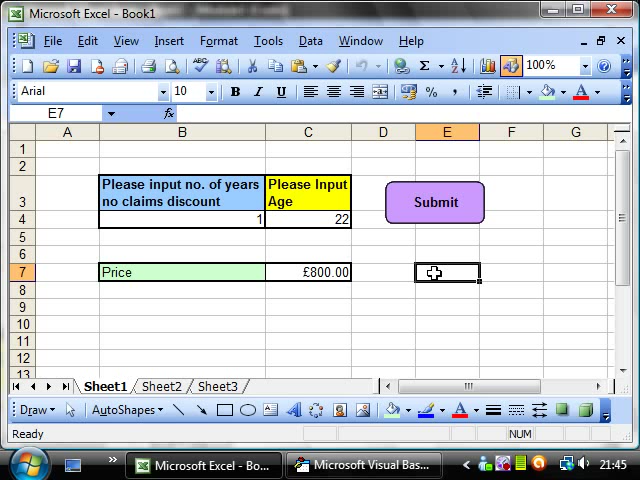 Microsoft Excel - Book1
File Edit View Insert Format Tools Data Window Help
Σ 100%
Arial 10 B I U % ,
E7 fx
A B C D E F G
1
2
3 Please input no. of years no claims discount Please Input Age Submit
4 1 22
5
6
7 Price £800.00
8
9
10
11
12
13
Sheet1 Sheet2 Sheet3
Draw AutoShapes
Ready NUM
Microsoft Excel - Bo... Microsoft Visual Bas... 21:45